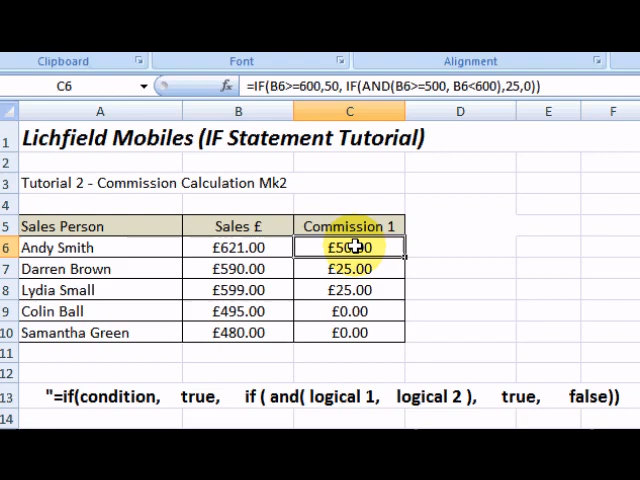 Clipboard Font Alignment
C6 fx =IF(B6>=600,50, IF(AND(B6>=500, B6<600),25,0))
A B C D E F
1 Lichfield Mobiles (IF Statement Tutorial)
2
3 Tutorial 2 - Commission Calculation Mk2
4
5 Sales Person Sales £ Commission 1
6 Andy Smith £621.00 £50.00
7 Darren Brown £590.00 £25.00
8 Lydia Small £599.00 £25.00
9 Colin Ball £495.00 £0.00
10 Samantha Green £480.00 £0.00
11
12
13 "=if(condition, true, if ( and( logical 1, logical 2 ), true, false))
14